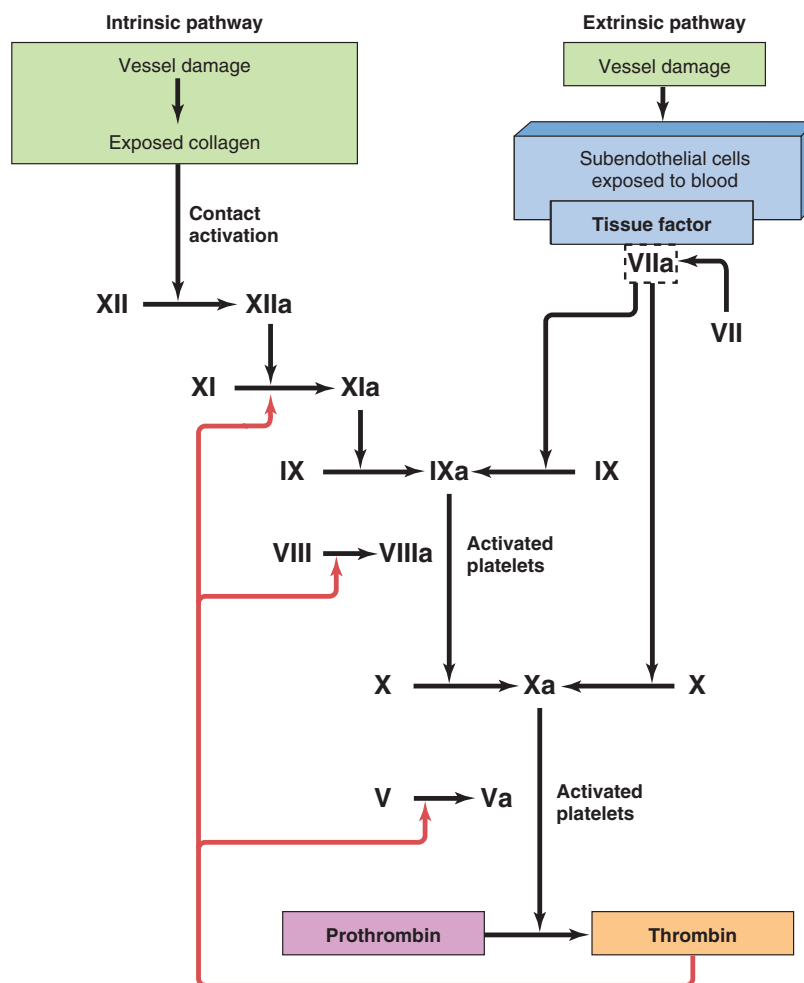 Intrinsic pathway
Extrinsic pathway
Vessel damage
Exposed collagen
Vessel damage
Subendothelial cells
exposed to blood
Tissue factor
Contact
activation
VIIa
VII
XII
XIIa
XI
XIa
IX
IXa
IX
VIII
VIIIa
Activated
platelets
X
Xa
X
V
Va
Activated
platelets
Prothrombin
Thrombin